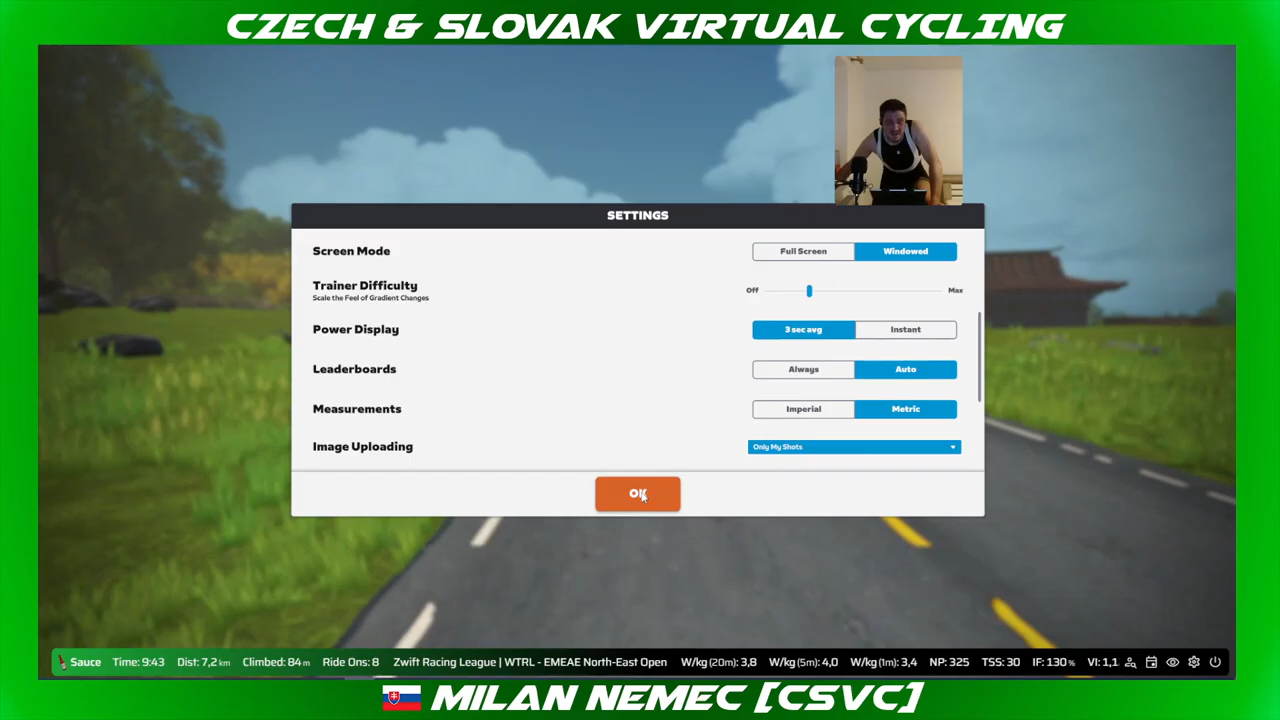 CZECH & SLOVAK VIRTUAL CYCLING
SETTINGS
Screen Mode
Full Screen
Windowed
Trainer Difficulty
Scale the Feel of Gradient Changes
Off
Max
Power Display
3 sec avg
Instant
Leaderboards
Always
Auto
Measurements
Imperial
Metric
Image Uploading
Only My Shots
OK
Sauce Time: 9:43 Dist: 7,2 km Climbed: 84 m Ride Ons: 8 Zwift Racing League | WTRL - EMEAE North-East Open W/kg (20m): 3,8 W/kg (5m): 4,0 W/kg (1m): 3,4 NP: 325 TSS: 30 IF: 130 % VI: 1,1
MILAN NEMEC [CSVC]